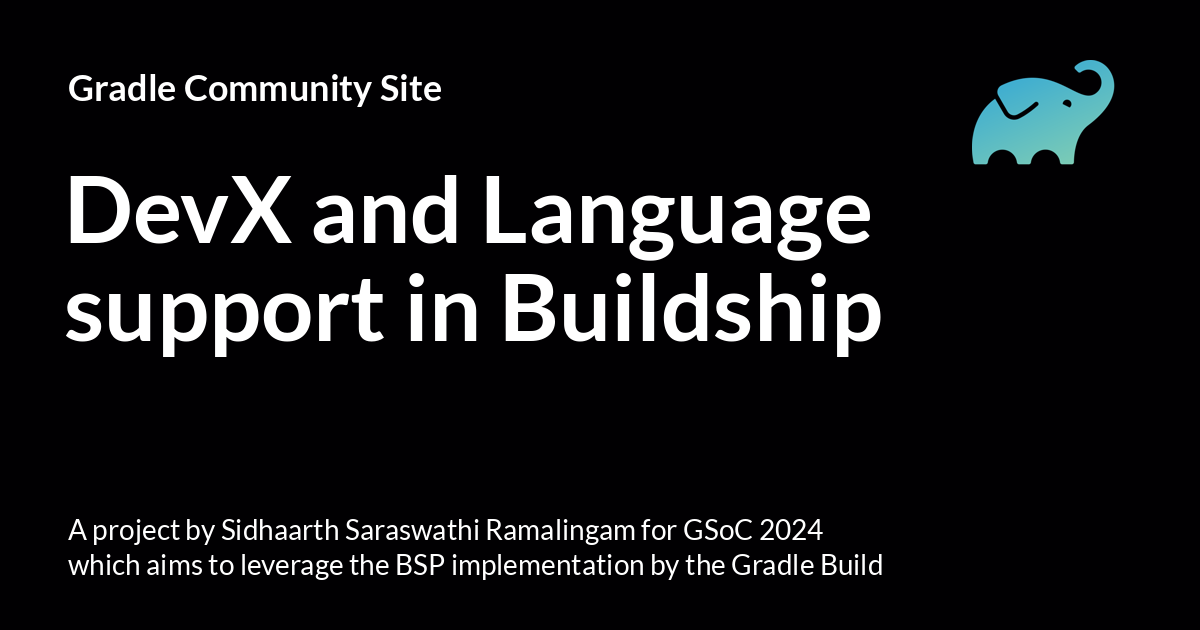 Gradle Community Site
DevX and Language
support in Buildship
A project by Sidhaarth Saraswathi Ramalingam for GSoC 2024
which aims to leverage the BSP implementation by the Gradle Build